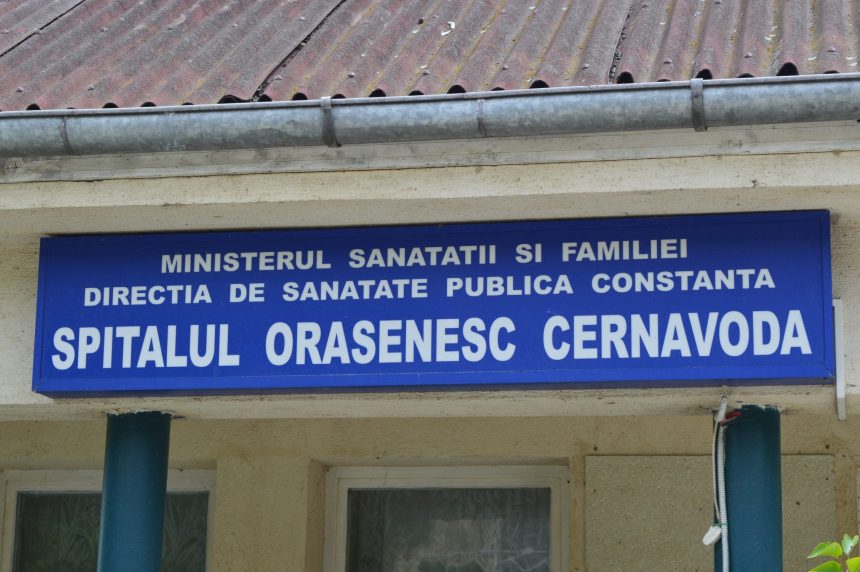 MINISTERUL SANATATII SI FAMILIEI
DIRECTIA DE SANATATE PUBLICA CONSTANTA
SPITALUL ORASENESC CERNAVODA